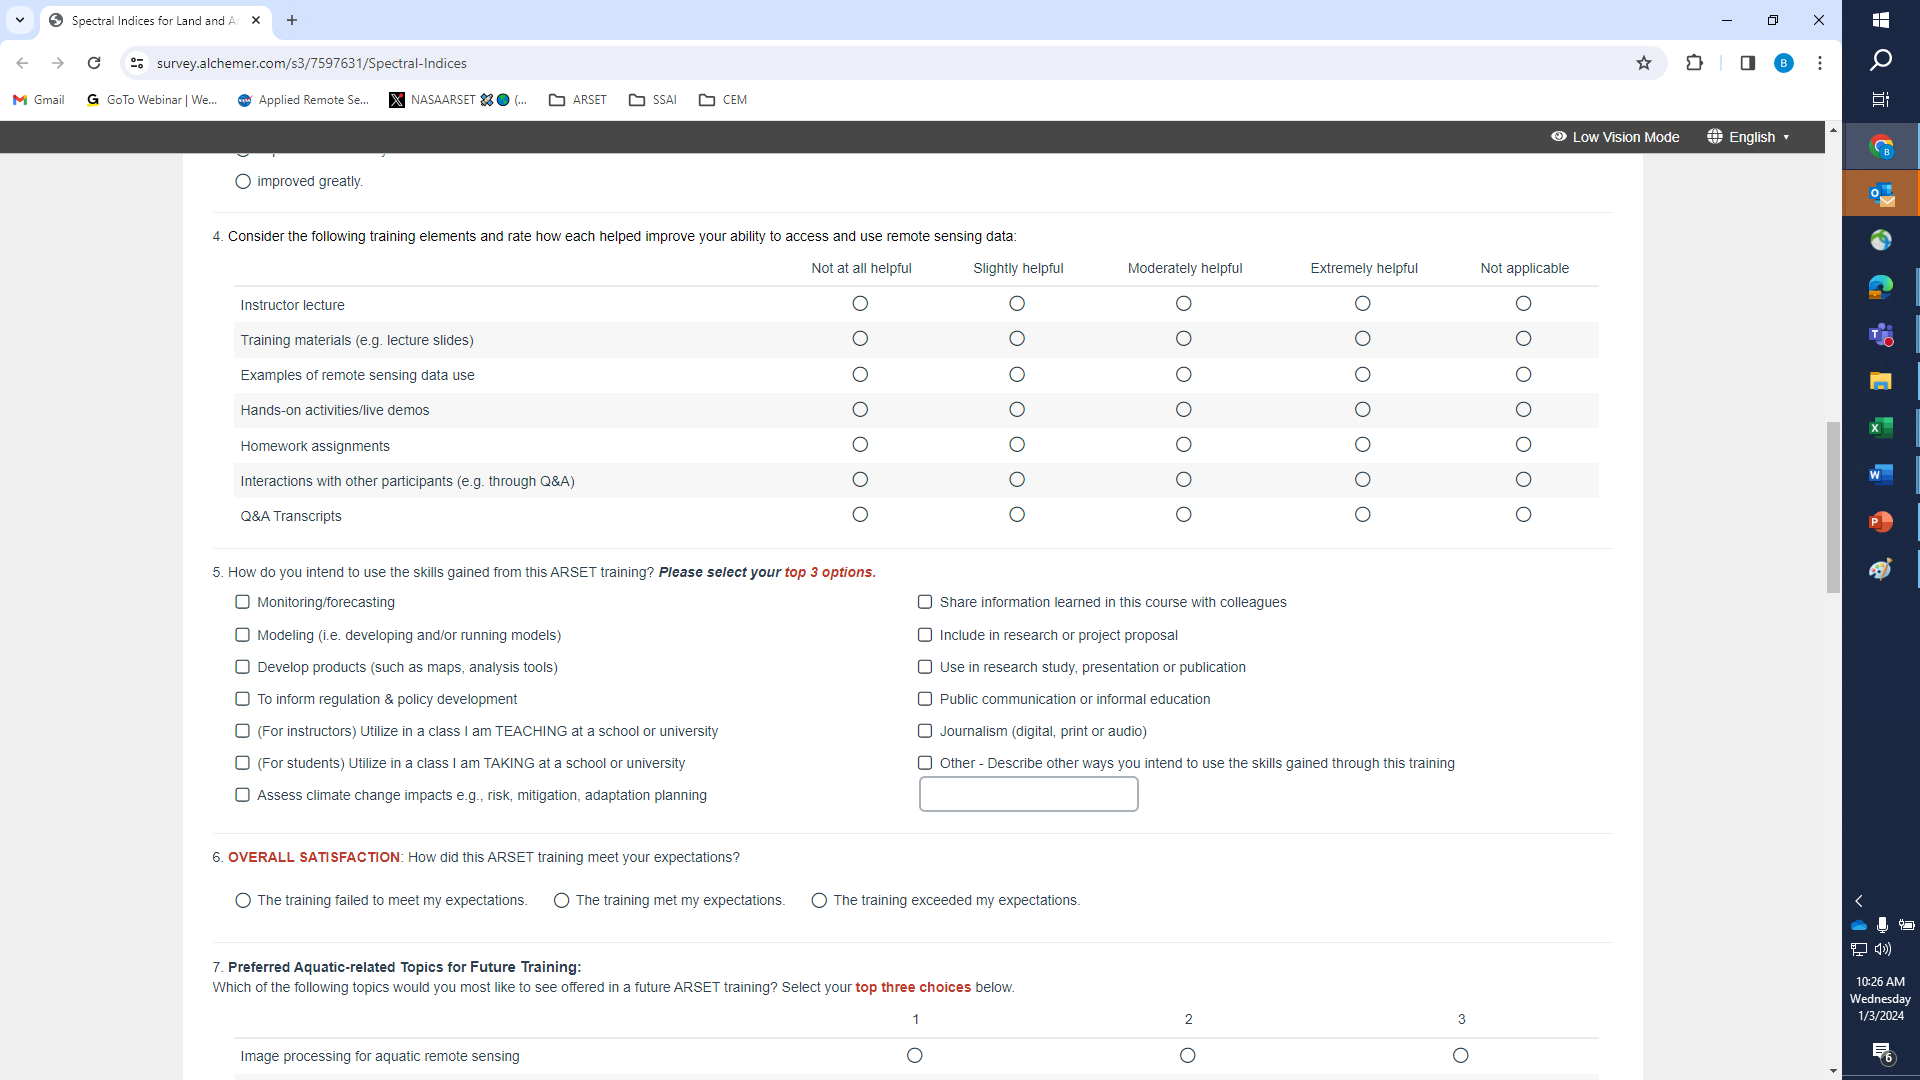 Spectral Indices for Land and A
survey.alchemer.com/s3/7597631/Spectral-Indices
B
Gmail
GoTo Webinar | We...
Applied Remote Se...
NASAARSET
(...
ARSET
SSAI
CEM
Low Vision Mode
English
improved greatly.
4. Consider the following training elements and rate how each helped improve your ability to access and use remote sensing data:
Not at all helpful Slightly helpful Moderately helpful Extremely helpful Not applicable
Instructor lecture
Training materials (e.g. lecture slides)
Examples of remote sensing data use
Hands-on activities/live demos
Homework assignments
Interactions with other participants (e.g. through Q&A)
Q&A Transcripts
5. How do you intend to use the skills gained from this ARSET training? Please select your top 3 options.
Monitoring/forecasting
Modeling (i.e. developing and/or running models)
Develop products (such as maps, analysis tools)
To inform regulation & policy development
(For instructors) Utilize in a class I am TEACHING at a school or university
(For students) Utilize in a class I am TAKING at a school or university
Assess climate change impacts e.g., risk, mitigation, adaptation planning
Share information learned in this course with colleagues
Include in research or project proposal
Use in research study, presentation or publication
Public communication or informal education
Journalism (digital, print or audio)
Other - Describe other ways you intend to use the skills gained through this training
6. OVERALL SATISFACTION: How did this ARSET training meet your expectations?
The training failed to meet my expectations. The training met my expectations. The training exceeded my expectations.
7. Preferred Aquatic-related Topics for Future Training:
Which of the following topics would you most like to see offered in a future ARSET training? Select your top three choices below.
1 2 3
Image processing for aquatic remote sensing
10:26 AM
Wednesday
1/3/2024
6